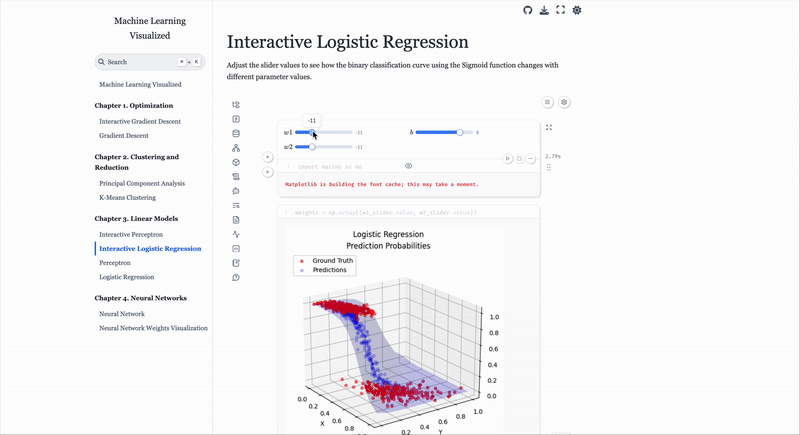 Machine Learning
Visualized
Search
⌘ + K
Machine Learning Visualized
Chapter 1. Optimization
Interactive Gradient Descent
Gradient Descent
Chapter 2. Clustering and
Reduction
Principal Component Analysis
K-Means Clustering
Chapter 3. Linear Models
Interactive Perceptron
Interactive Logistic Regression
Perceptron
Logistic Regression
Chapter 4. Neural Networks
Neural Network
Neural Network Weights Visualization
Interactive Logistic Regression
Adjust the slider values to see how the binary classification curve using the Sigmoid function changes with
different parameter values.
-11
w1 -11 b 8
w2 -11
1 import marimo as mo
2.79s
Matplotlib is building the font cache; this may take a moment.
1 weights = np.array([w1_slider.value, w2_slider.value])
Logistic Regression
Prediction Probabilities
Ground Truth
Predictions
1.0
0.8
0.6
0.4
0.2
0.0
0.0
0.2
0.4
0.6
0.8
X
0.2
0.4
0.6
0.8
1.0
Y